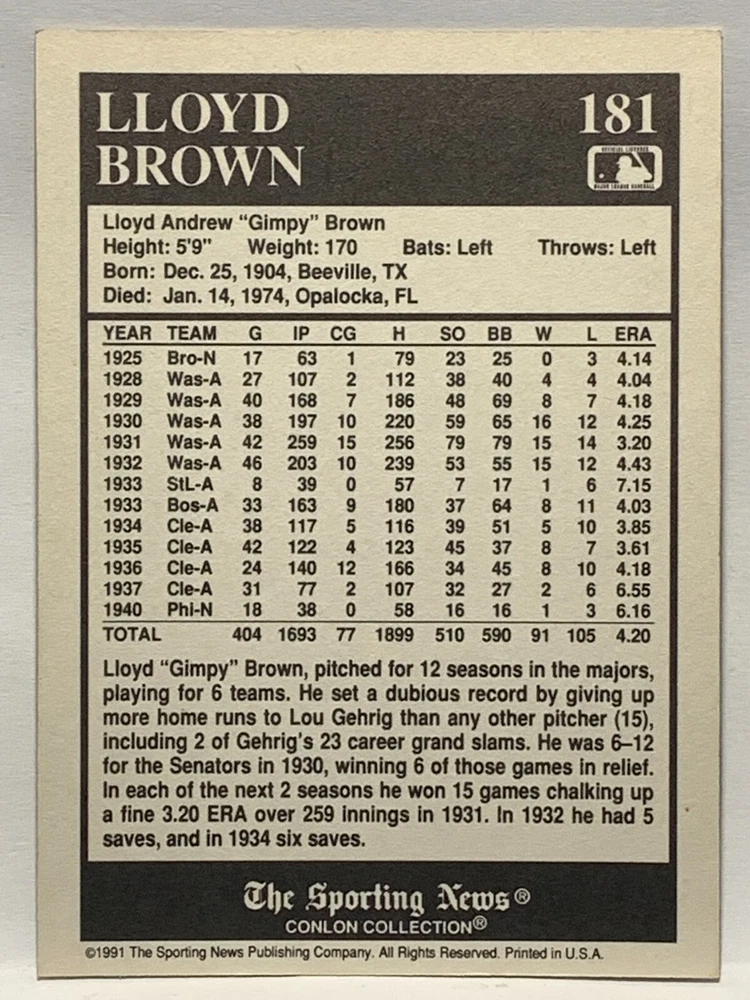 LLOYD 181
BROWN
OFFICIAL LICENSEE
MAJOR LEAGUE BASEBALL
Lloyd Andrew “Gimpy” Brown
Height: 5'9" Weight: 170 Bats: Left Throws: Left
Born: Dec. 25, 1904, Beeville, TX
Died: Jan. 14, 1974, Opalocka, FL
YEAR TEAM G IP CG H SO BB W L ERA
1925 Bro-N 17 63 1 79 23 25 0 3 4.14
1928 Was-A 27 107 2 112 38 40 4 4 4.04
1929 Was-A 40 168 7 186 48 69 8 7 4.18
1930 Was-A 38 197 10 220 59 65 16 12 4.25
1931 Was-A 42 259 15 256 79 79 15 14 3.20
1932 Was-A 46 203 10 239 53 55 15 12 4.43
1933 StL-A 8 39 0 57 7 17 1 6 7.15
1933 Bos-A 33 163 9 180 37 64 8 11 4.03
1934 Cle-A 38 117 5 116 39 51 5 10 3.85
1935 Cle-A 42 122 4 123 45 37 8 7 3.61
1936 Cle-A 24 140 12 166 34 45 8 10 4.18
1937 Cle-A 31 77 2 107 32 27 2 6 6.55
1940 Phi-N 18 38 0 58 16 16 1 3 6.16
TOTAL 404 1693 77 1899 510 590 91 105 4.20
Lloyd “Gimpy” Brown, pitched for 12 seasons in the majors,
playing for 6 teams. He set a dubious record by giving up
more home runs to Lou Gehrig than any other pitcher (15),
including 2 of Gehrig's 23 career grand slams. He was 6–12
for the Senators in 1930, winning 6 of those games in relief.
In each of the next 2 seasons he won 15 games chalking up
a fine 3.20 ERA over 259 innings in 1931. In 1932 he had 5
saves, and in 1934 six saves.
The Sporting News®
CONLON COLLECTION®
©1991 The Sporting News Publishing Company. All Rights Reserved. Printed in U.S.A.